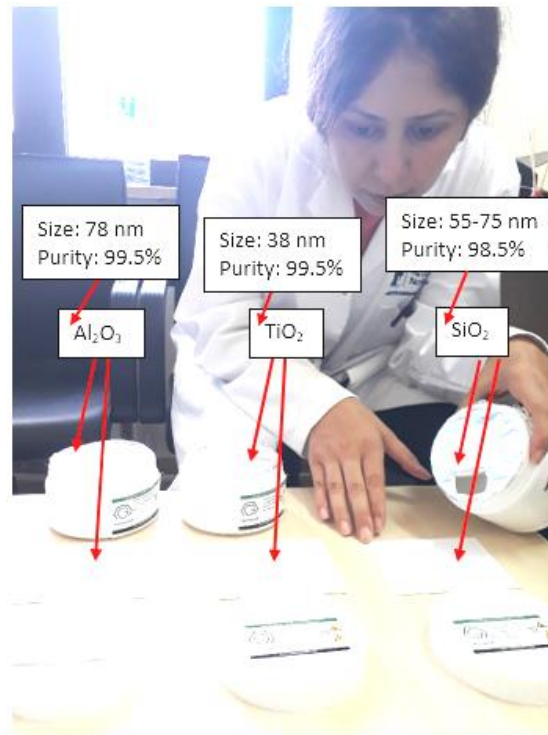 Size: 78 nm
Purity: 99.5%
Size: 38 nm
Purity: 99.5%
Size: 55-75 nm
Purity: 98.5%
Al₂O₃
TiO₂
SiO₂